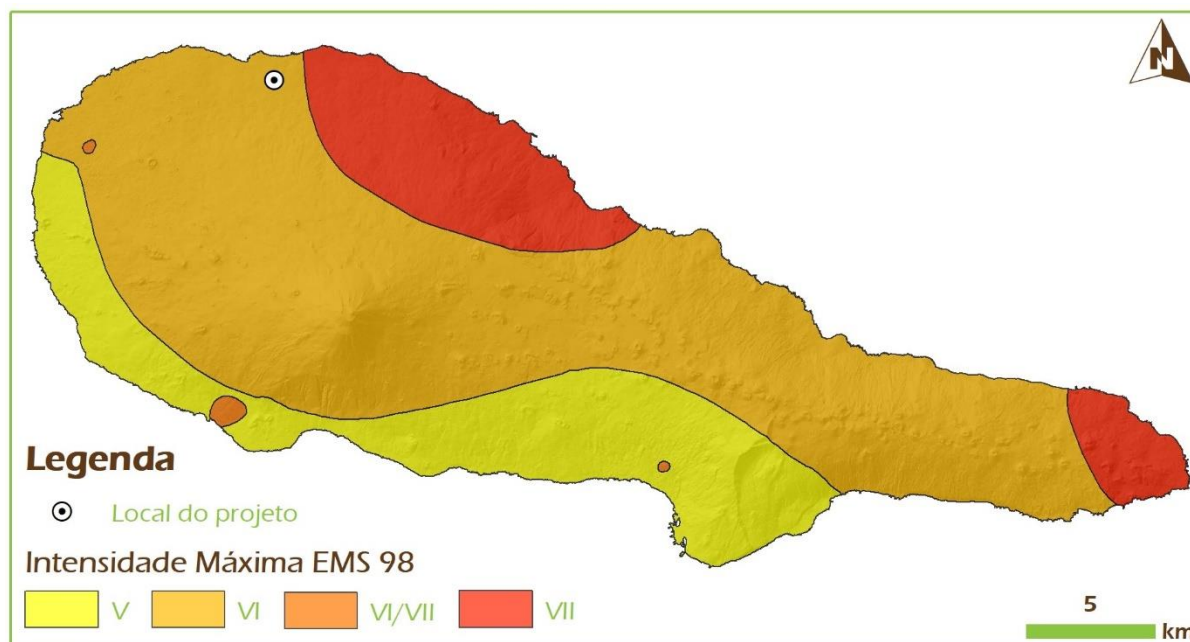 N
Legenda
Local do projeto
Intensidade Máxima EMS 98
V VI VI/VII VII
5
km